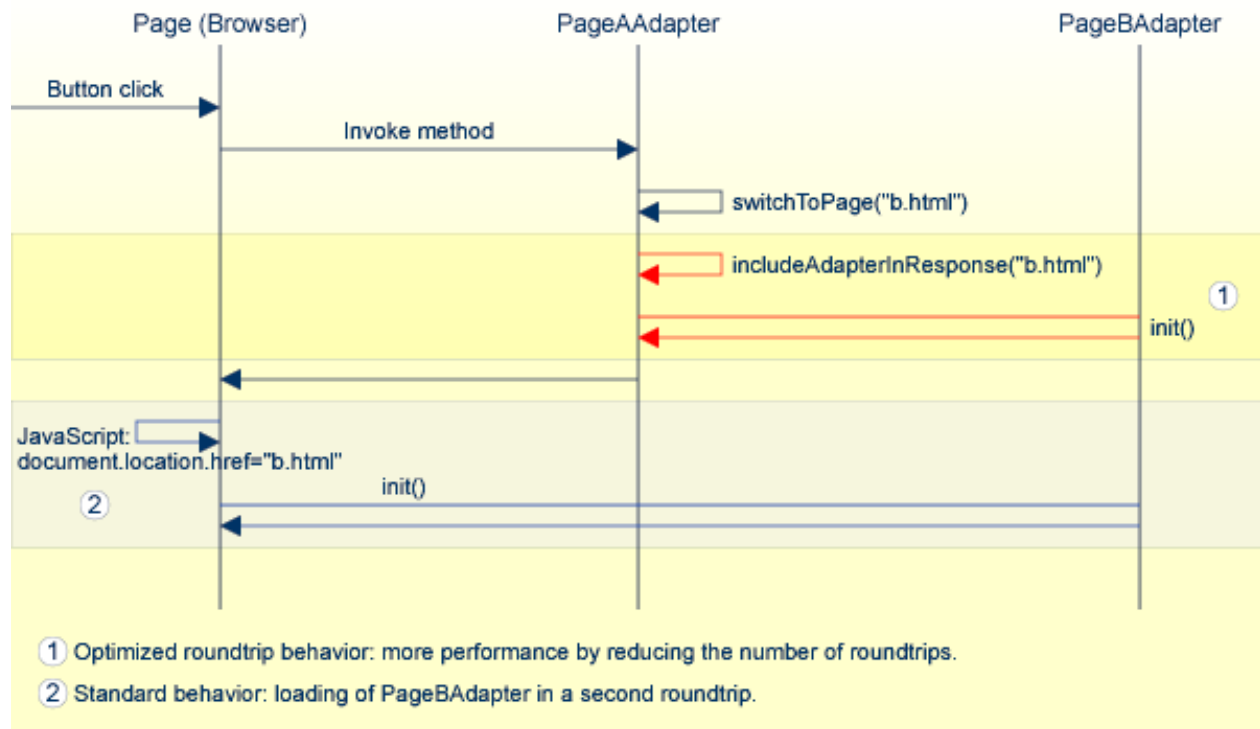 Page (Browser) PageAAdapter PageBAdapter
Button click
Invoke method
switchToPage("b.html")
includeAdapterInResponse("b.html")
1
init()
JavaScript:
document.location.href="b.html"
init()
2
1 Optimized roundtrip behavior: more performance by reducing the number of roundtrips.
2 Standard behavior: loading of PageBAdapter in a second roundtrip.